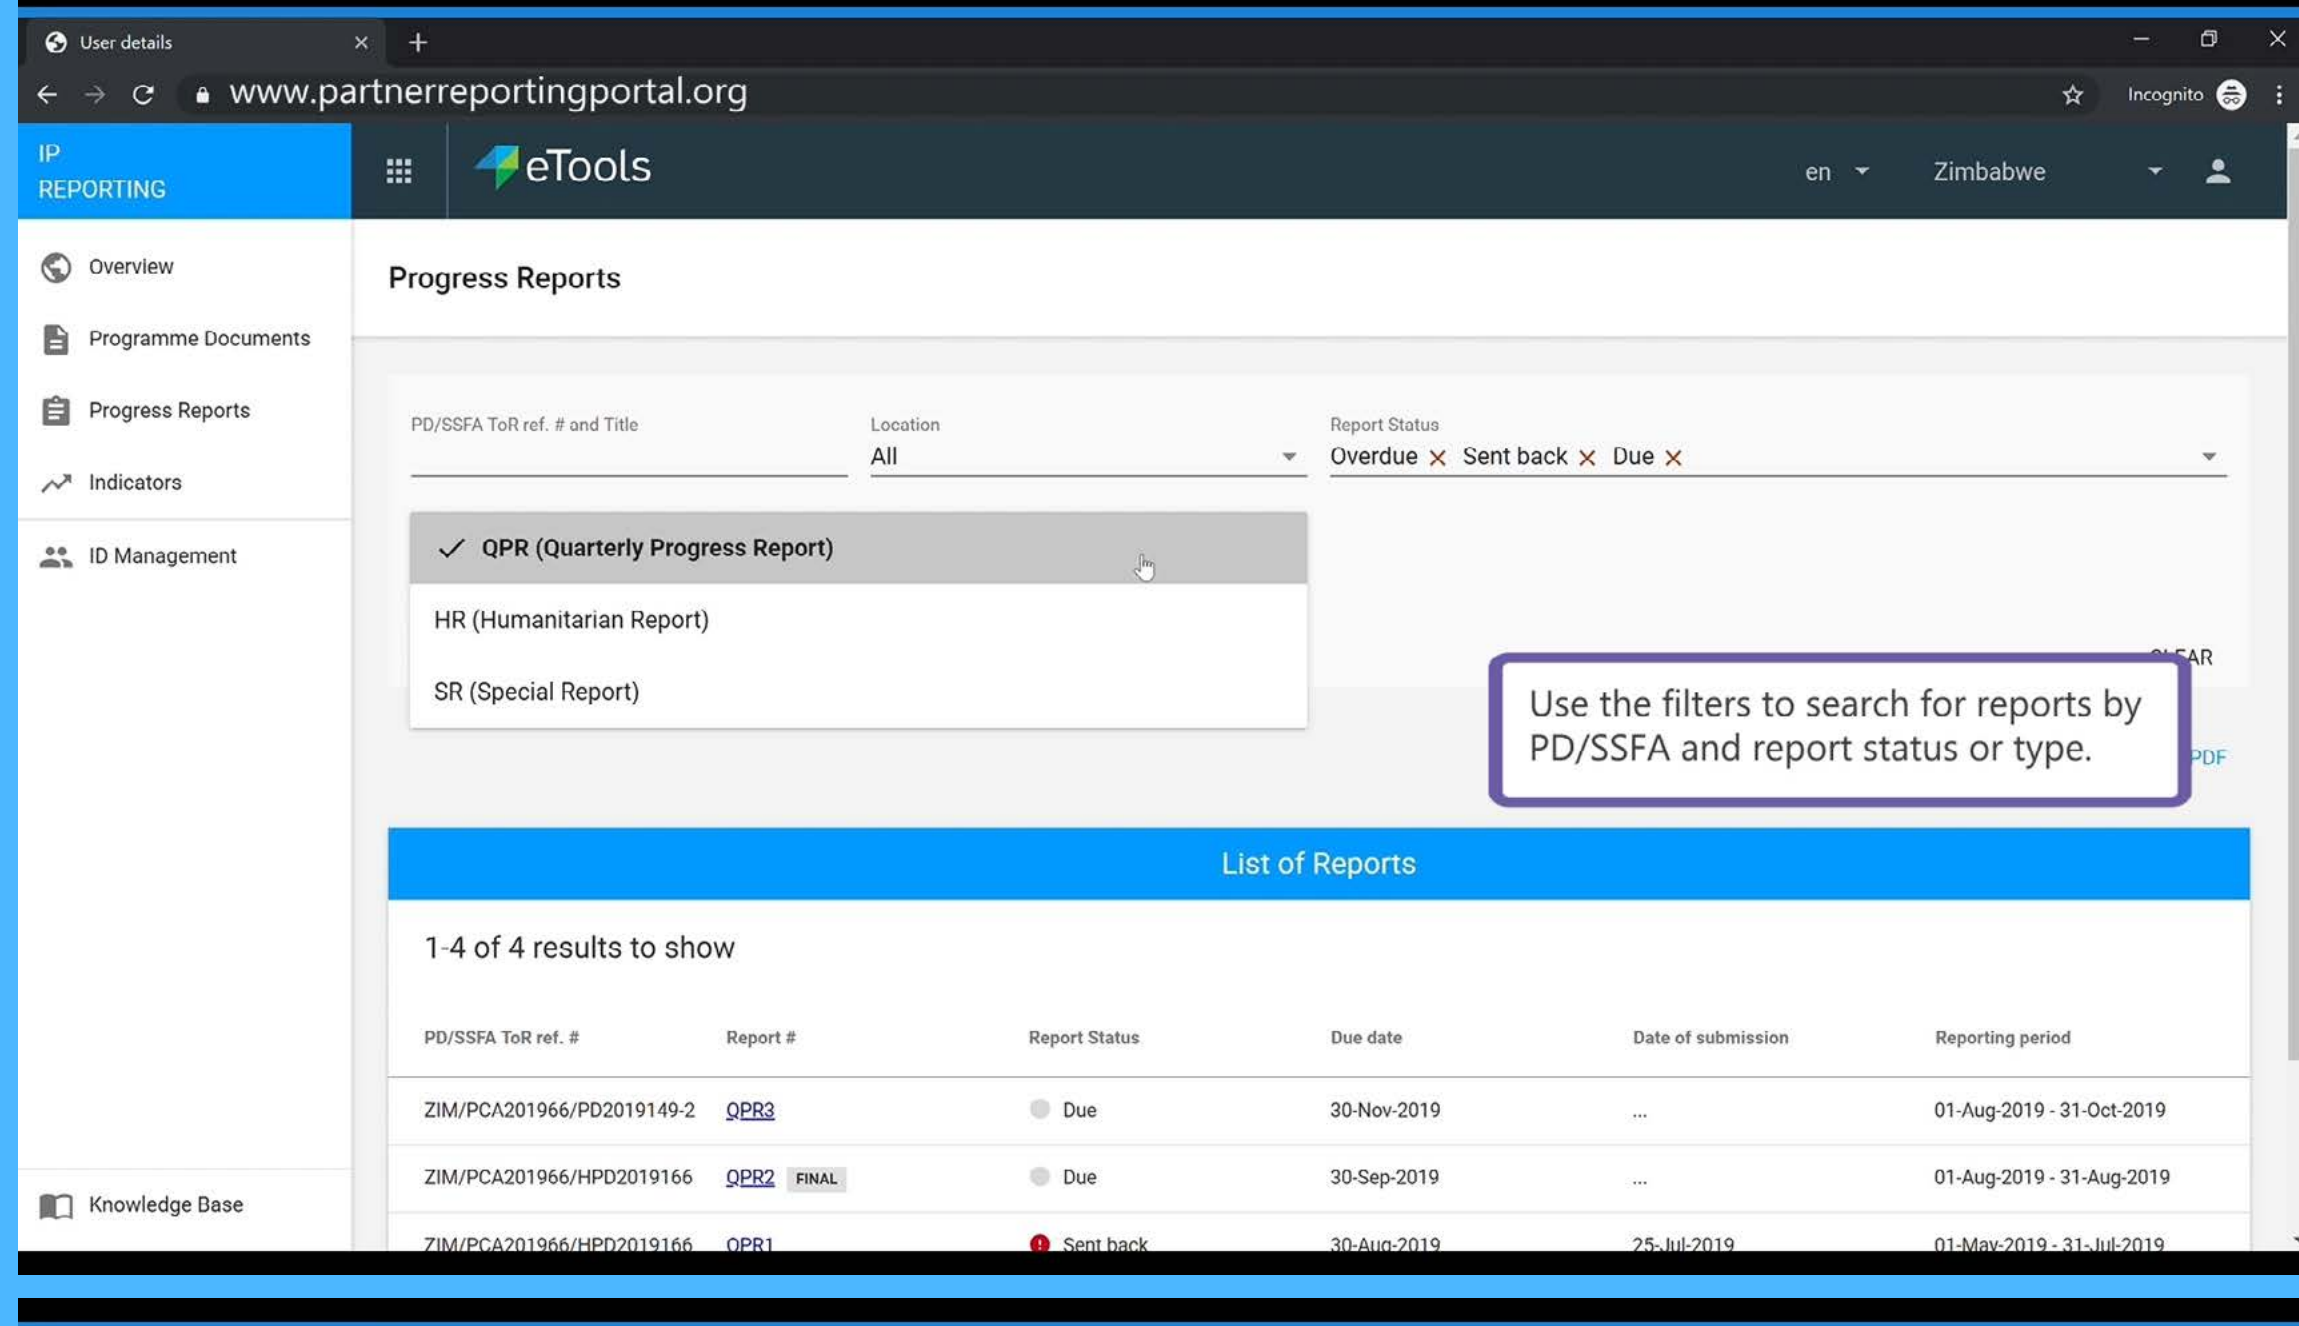 User details
www.partnerreportingportal.org
Incognito
IP
REPORTING
eTools
en
Zimbabwe
Overview
Programme Documents
Progress Reports
Indicators
ID Management
Knowledge Base
Progress Reports
PD/SSFA ToR ref. # and Title
Location
Report Status
All
Overdue
Sent back
Due
QPR (Quarterly Progress Report)
HR (Humanitarian Report)
SR (Special Report)
CLEAR
Use the filters to search for reports by
PD/SSFA and report status or type.
PDF
List of Reports
1-4 of 4 results to show
PD/SSFA ToR ref. # Report # Report Status Due date Date of submission Reporting period
ZIM/PCA201966/PD2019149-2 QPR3 Due 30-Nov-2019 ... 01-Aug-2019 - 31-Oct-2019
ZIM/PCA201966/HPD2019166 QPR2 FINAL Due 30-Sep-2019 ... 01-Aug-2019 - 31-Aug-2019
ZIM/PCA201966/HPD2019166 QPR1 Sent back 30-Aug-2019 25-Jul-2019 01-May-2019 - 31-Jul-2019